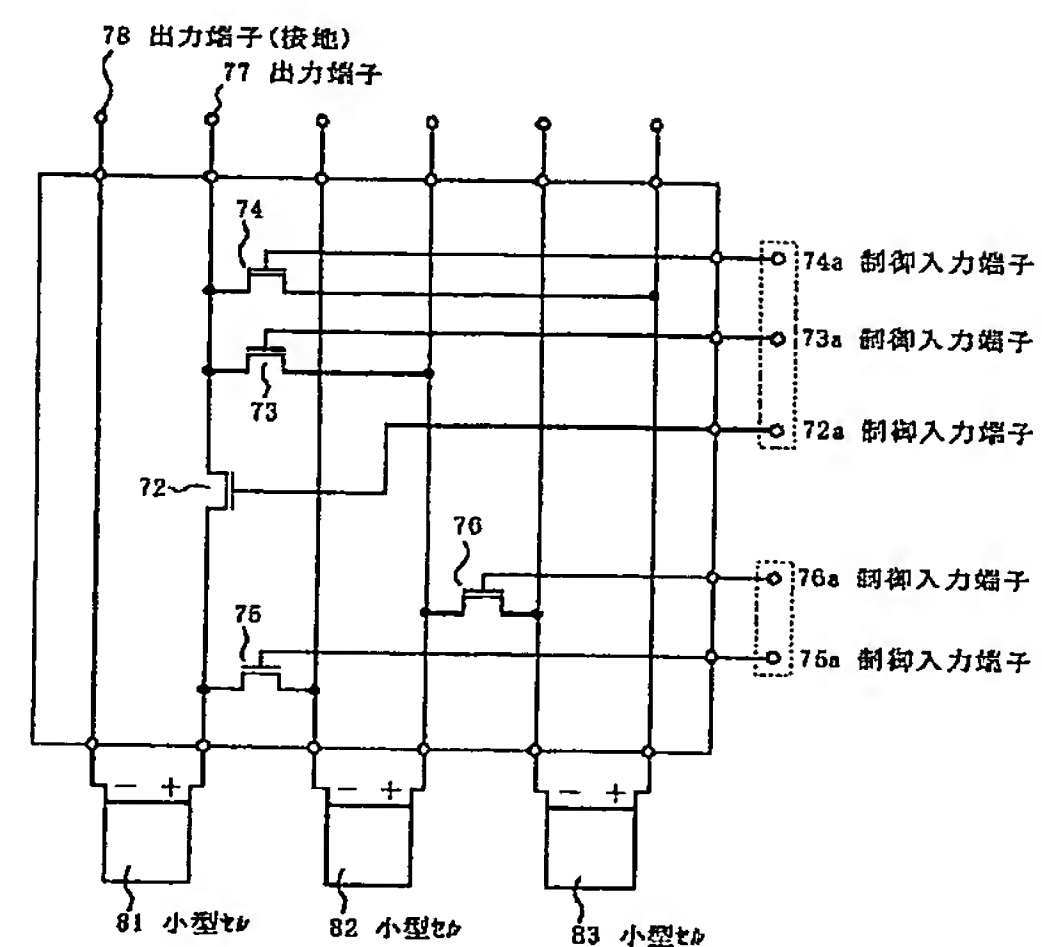 78 出力端子(接地)
77 出力端子
74
74a 制御入力端子
73a 制御入力端子
73
72a 制御入力端子
72
76
76a 制御入力端子
75
75a 制御入力端子
− +
− +
− +
81 小型セル
82 小型セル
83 小型セル